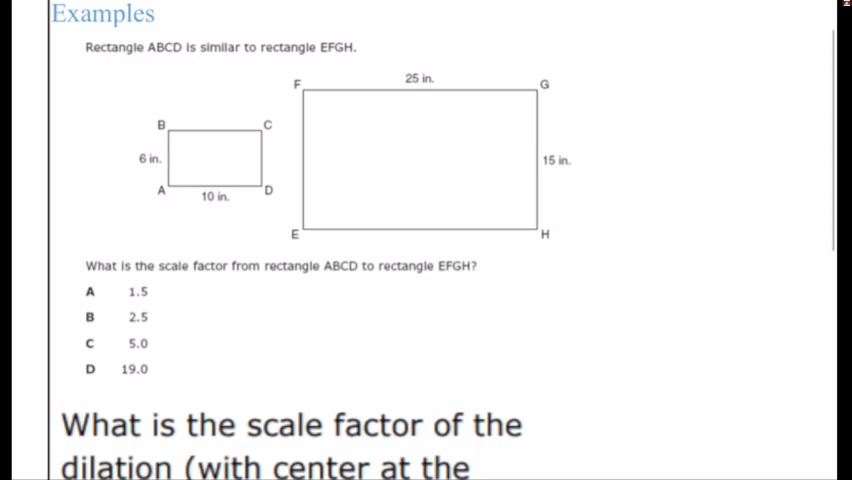 Examples
Rectangle ABCD is similar to rectangle EFGH.
F
25 in.
G
B
C
6 in.
15 in.
A
10 in.
D
E
H
What is the scale factor from rectangle ABCD to rectangle EFGH?
A 1.5
B 2.5
C 5.0
D 19.0
What is the scale factor of the
dilation (with center at the